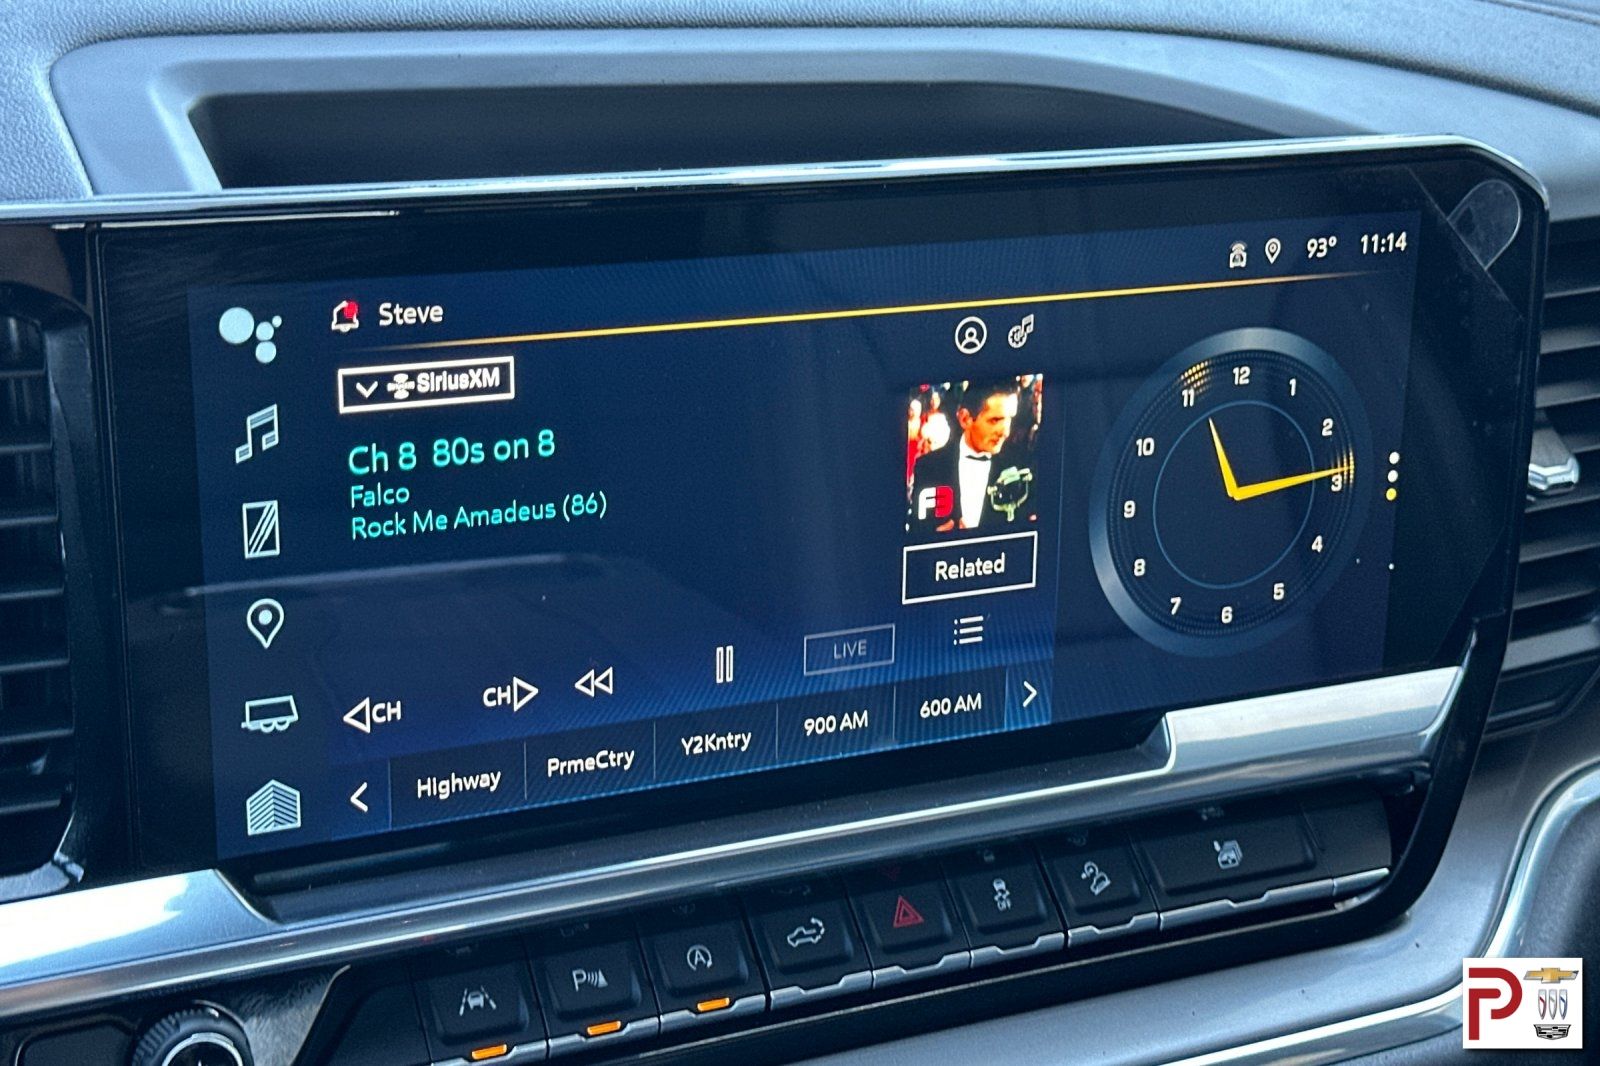 93° 11:14
Steve
SiriusXM
Ch 8 80s on 8
Falco
Rock Me Amadeus (86)
F3
Related
12
1
2
3
4
5
6
7
8
9
10
11
LIVE
CH
CH
Highway
PrmeCtry
Y2Kntry
900 AM
600 AM
P
A
P